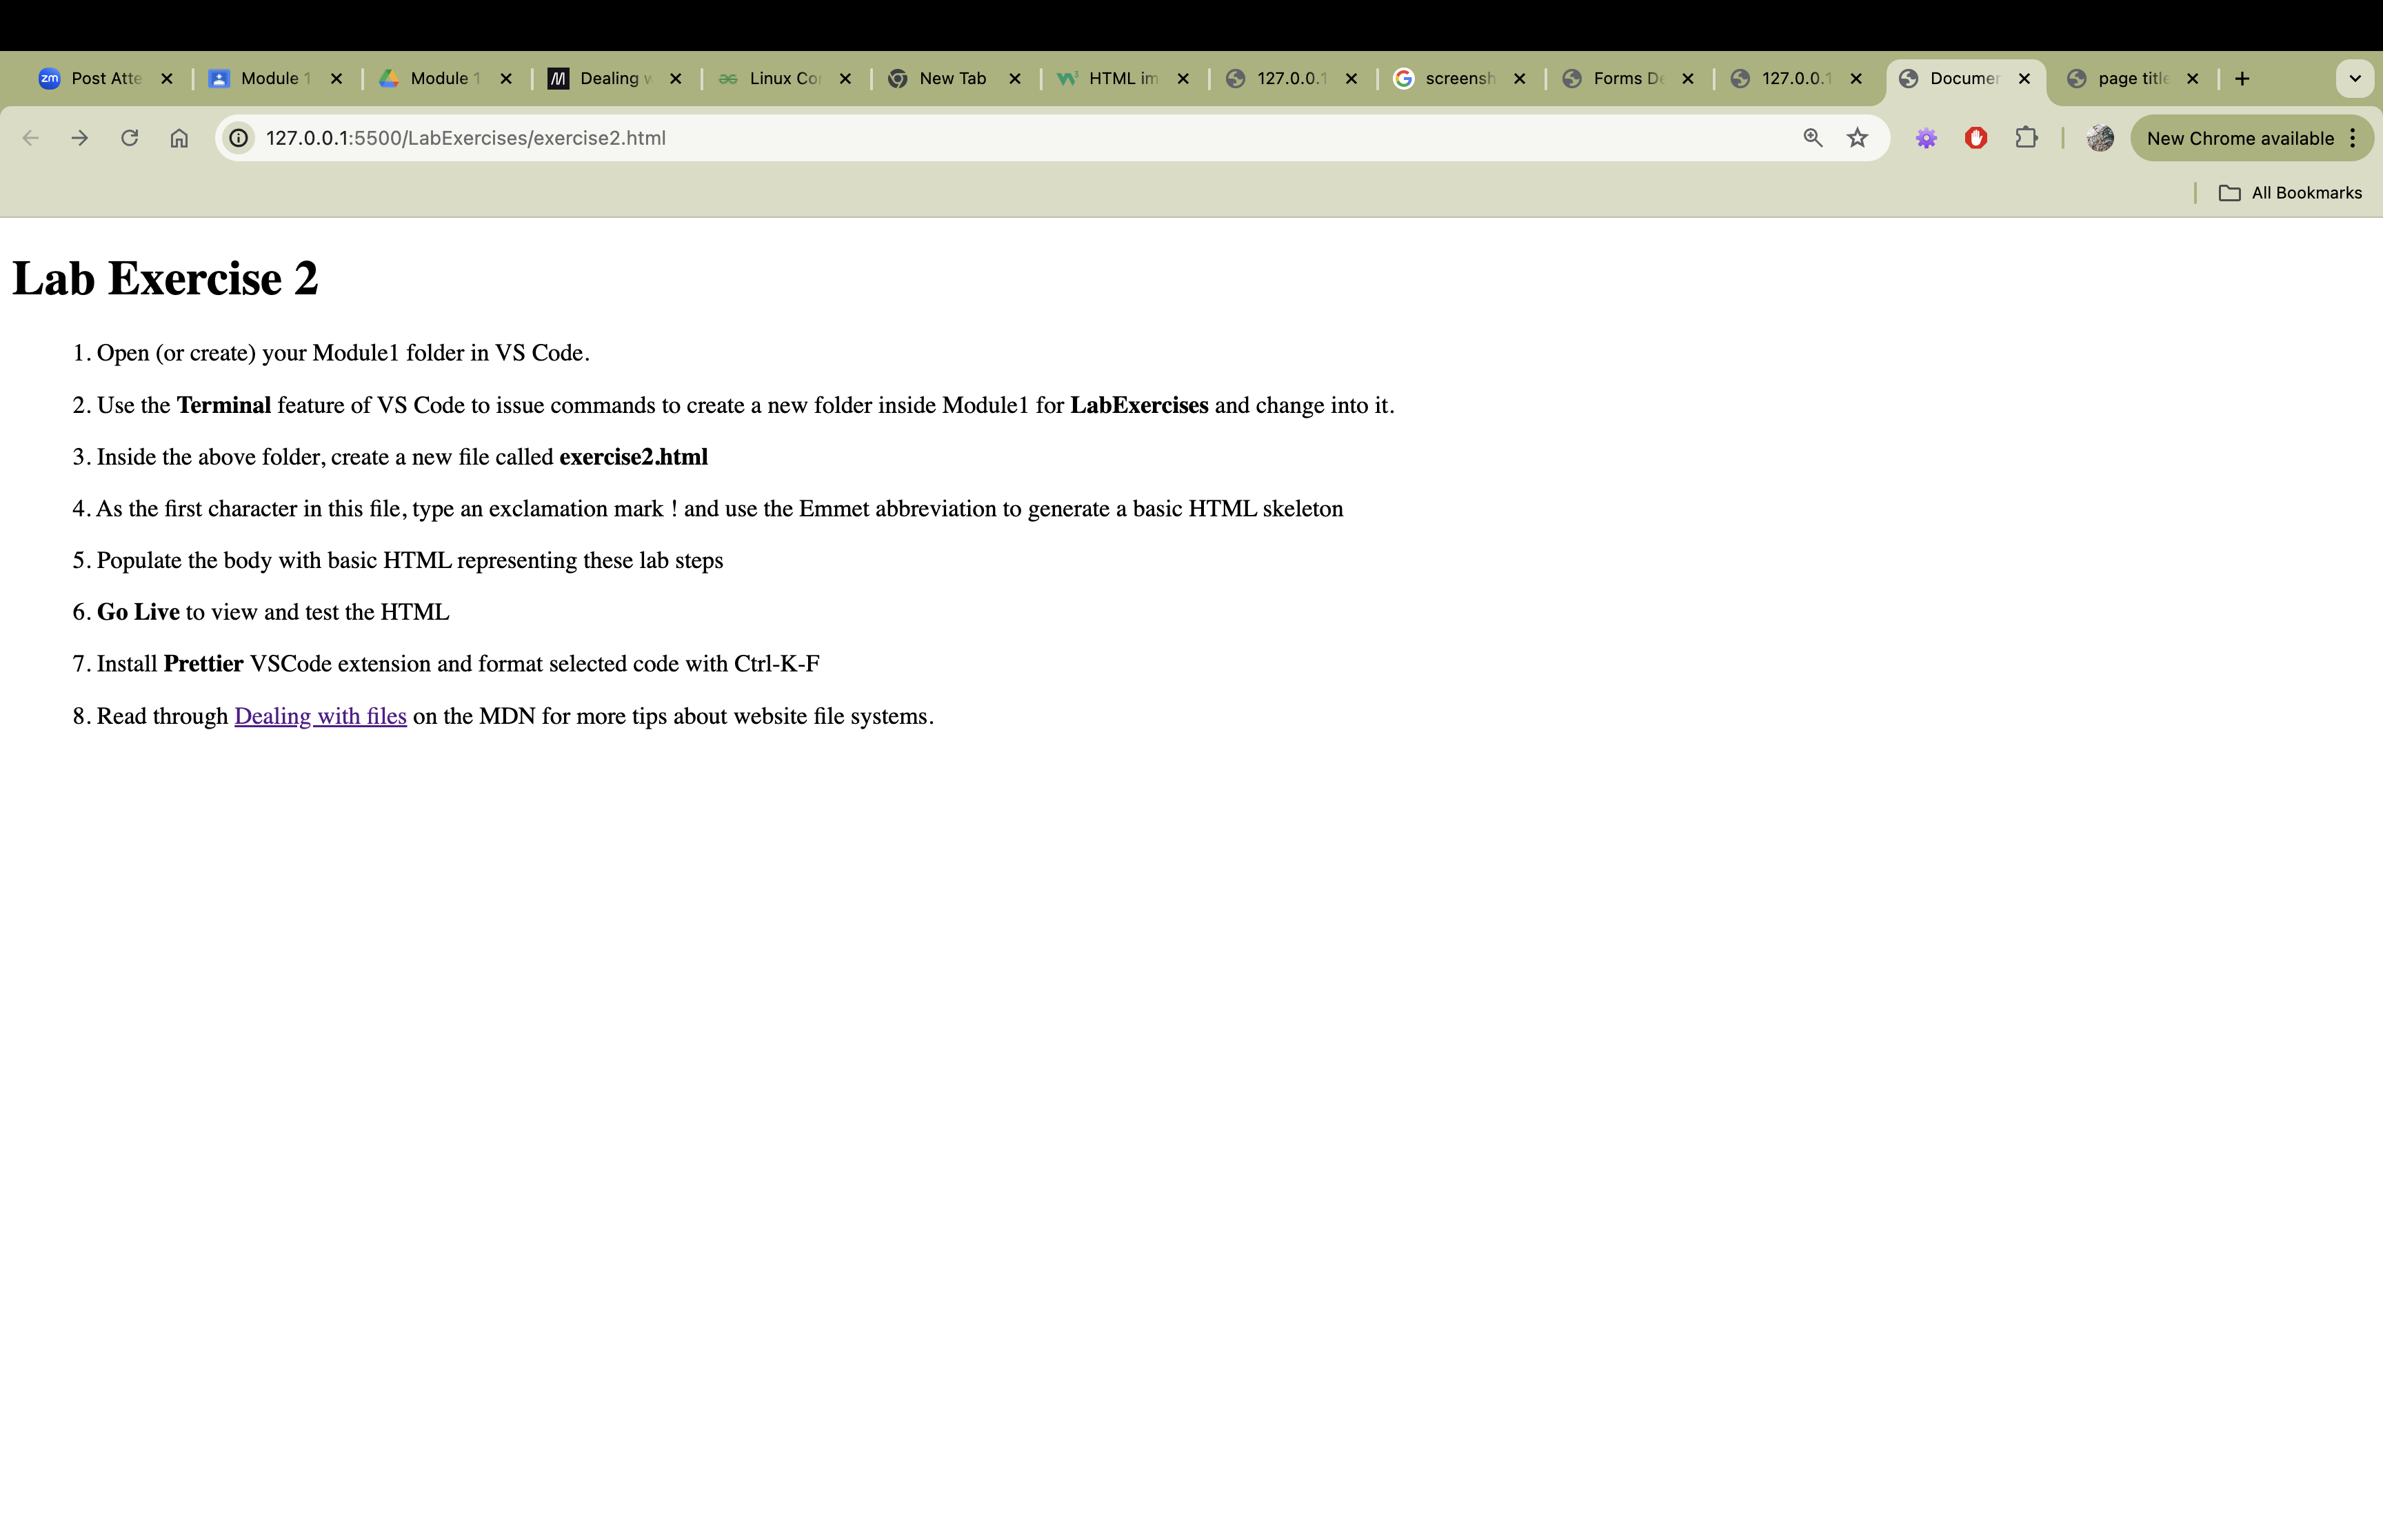 zm Post Atte
Module 1
Module 1
Dealing w
Linux Co
New Tab
HTML im
127.0.0.1
screensh
Forms De
127.0.0.1
Documen
page title
127.0.0.1:5500/LabExercises/exercise2.html
New Chrome available
All Bookmarks
Lab Exercise 2
1. Open (or create) your Module1 folder in VS Code.
2. Use the Terminal feature of VS Code to issue commands to create a new folder inside Module1 for LabExercises and change into it.
3. Inside the above folder, create a new file called exercise2.html
4. As the first character in this file, type an exclamation mark ! and use the Emmet abbreviation to generate a basic HTML skeleton
5. Populate the body with basic HTML representing these lab steps
6. Go Live to view and test the HTML
7. Install Prettier VSCode extension and format selected code with Ctrl-K-F
8. Read through Dealing with files on the MDN for more tips about website file systems.